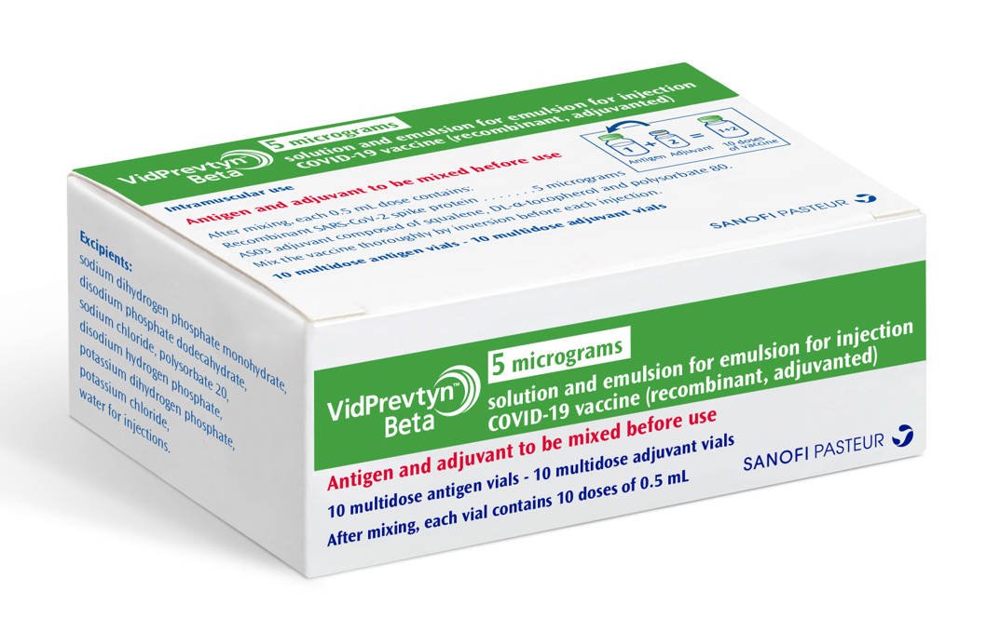 VidPrevtyn™
Beta
5 micrograms
solution and emulsion for emulsion for injection
COVID-19 vaccine (recombinant, adjuvanted)
Intramuscular use
Antigen and adjuvant to be mixed before use
After mixing, each 0.5 mL dose contains:
Recombinant SARS-CoV-2 spike protein . . . . . . . 5 micrograms
AS03 adjuvant composed of squalene, DL-α-tocopherol and polysorbate 80.
Mix the vaccine thoroughly by inversion before each injection.
10 multidose antigen vials - 10 multidose adjuvant vials
1 + 2 = 1+2
Antigen Adjuvant 10 doses
of vaccine
SANOFI PASTEUR
Excipients:
sodium dihydrogen phosphate monohydrate,
disodium phosphate dodecahydrate,
sodium chloride, polysorbate 20,
disodium hydrogen phosphate,
potassium dihydrogen phosphate,
potassium chloride,
water for injections.
VidPrevtyn™
Beta
5 micrograms
solution and emulsion for emulsion for injection
COVID-19 vaccine (recombinant, adjuvanted)
Antigen and adjuvant to be mixed before use
10 multidose antigen vials - 10 multidose adjuvant vials
After mixing, each vial contains 10 doses of 0.5 mL
SANOFI PASTEUR